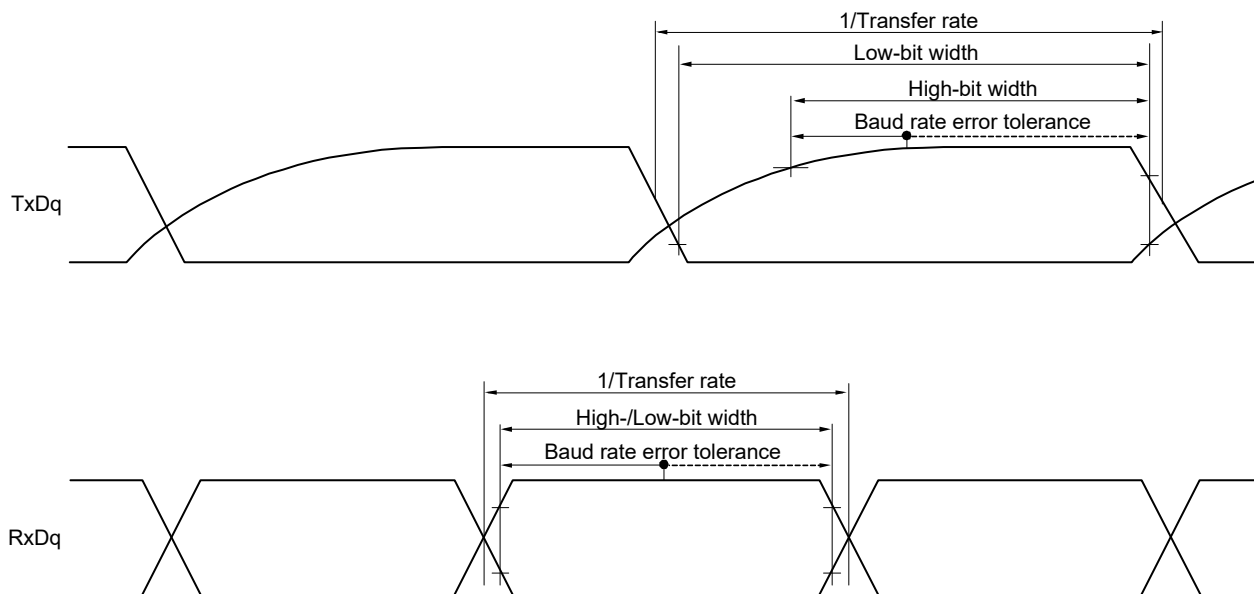 1/Transfer rate
Low-bit width
High-bit width
Baud rate error tolerance
TxDq
1/Transfer rate
High-/Low-bit width
Baud rate error tolerance
RxDq